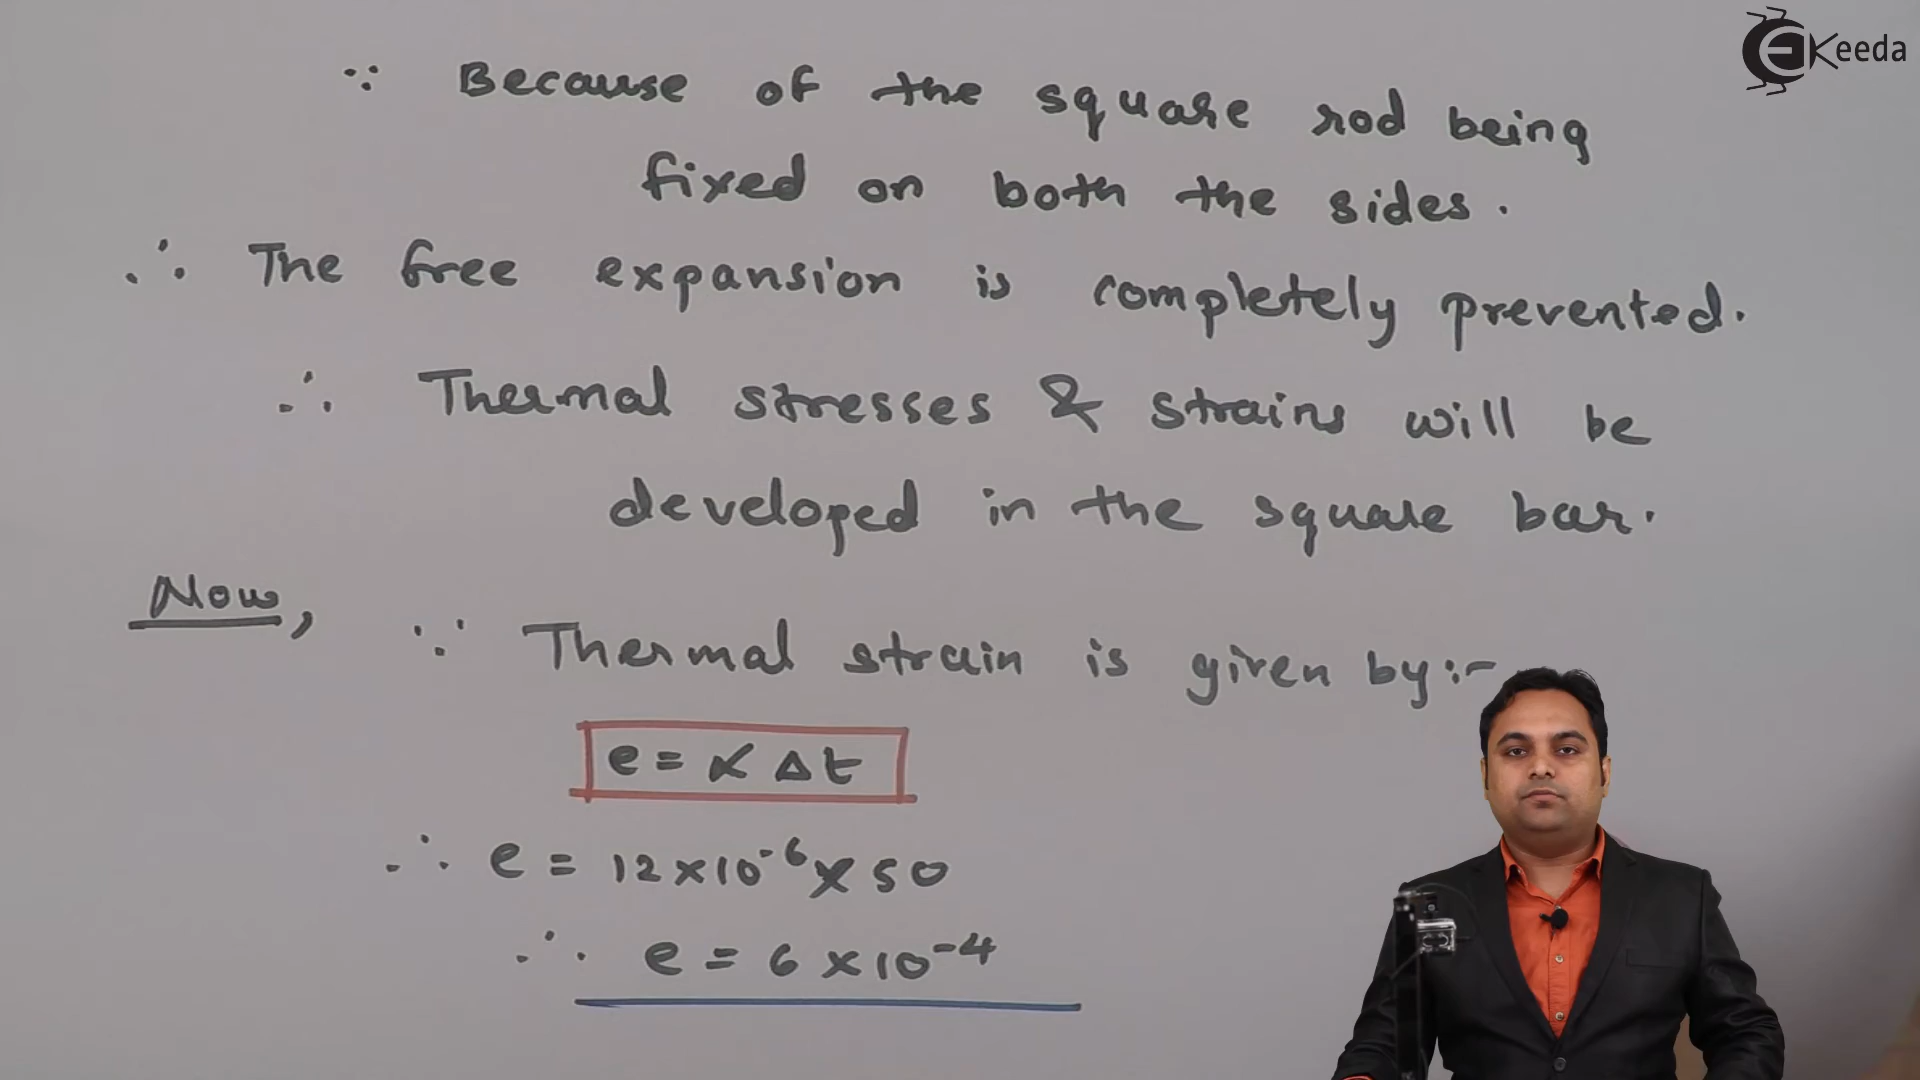 EKeeda
∵ Because of the square rod being
fixed on both the sides.
∴ The free expansion is completely prevented.
∴ Thermal stresses & strains will be
developed in the square bar.
Now, ∵ Thermal strain is given by:-
e = α Δt
∴ e = 12×10⁻⁶ × 50
∴ e = 6×10⁻⁴